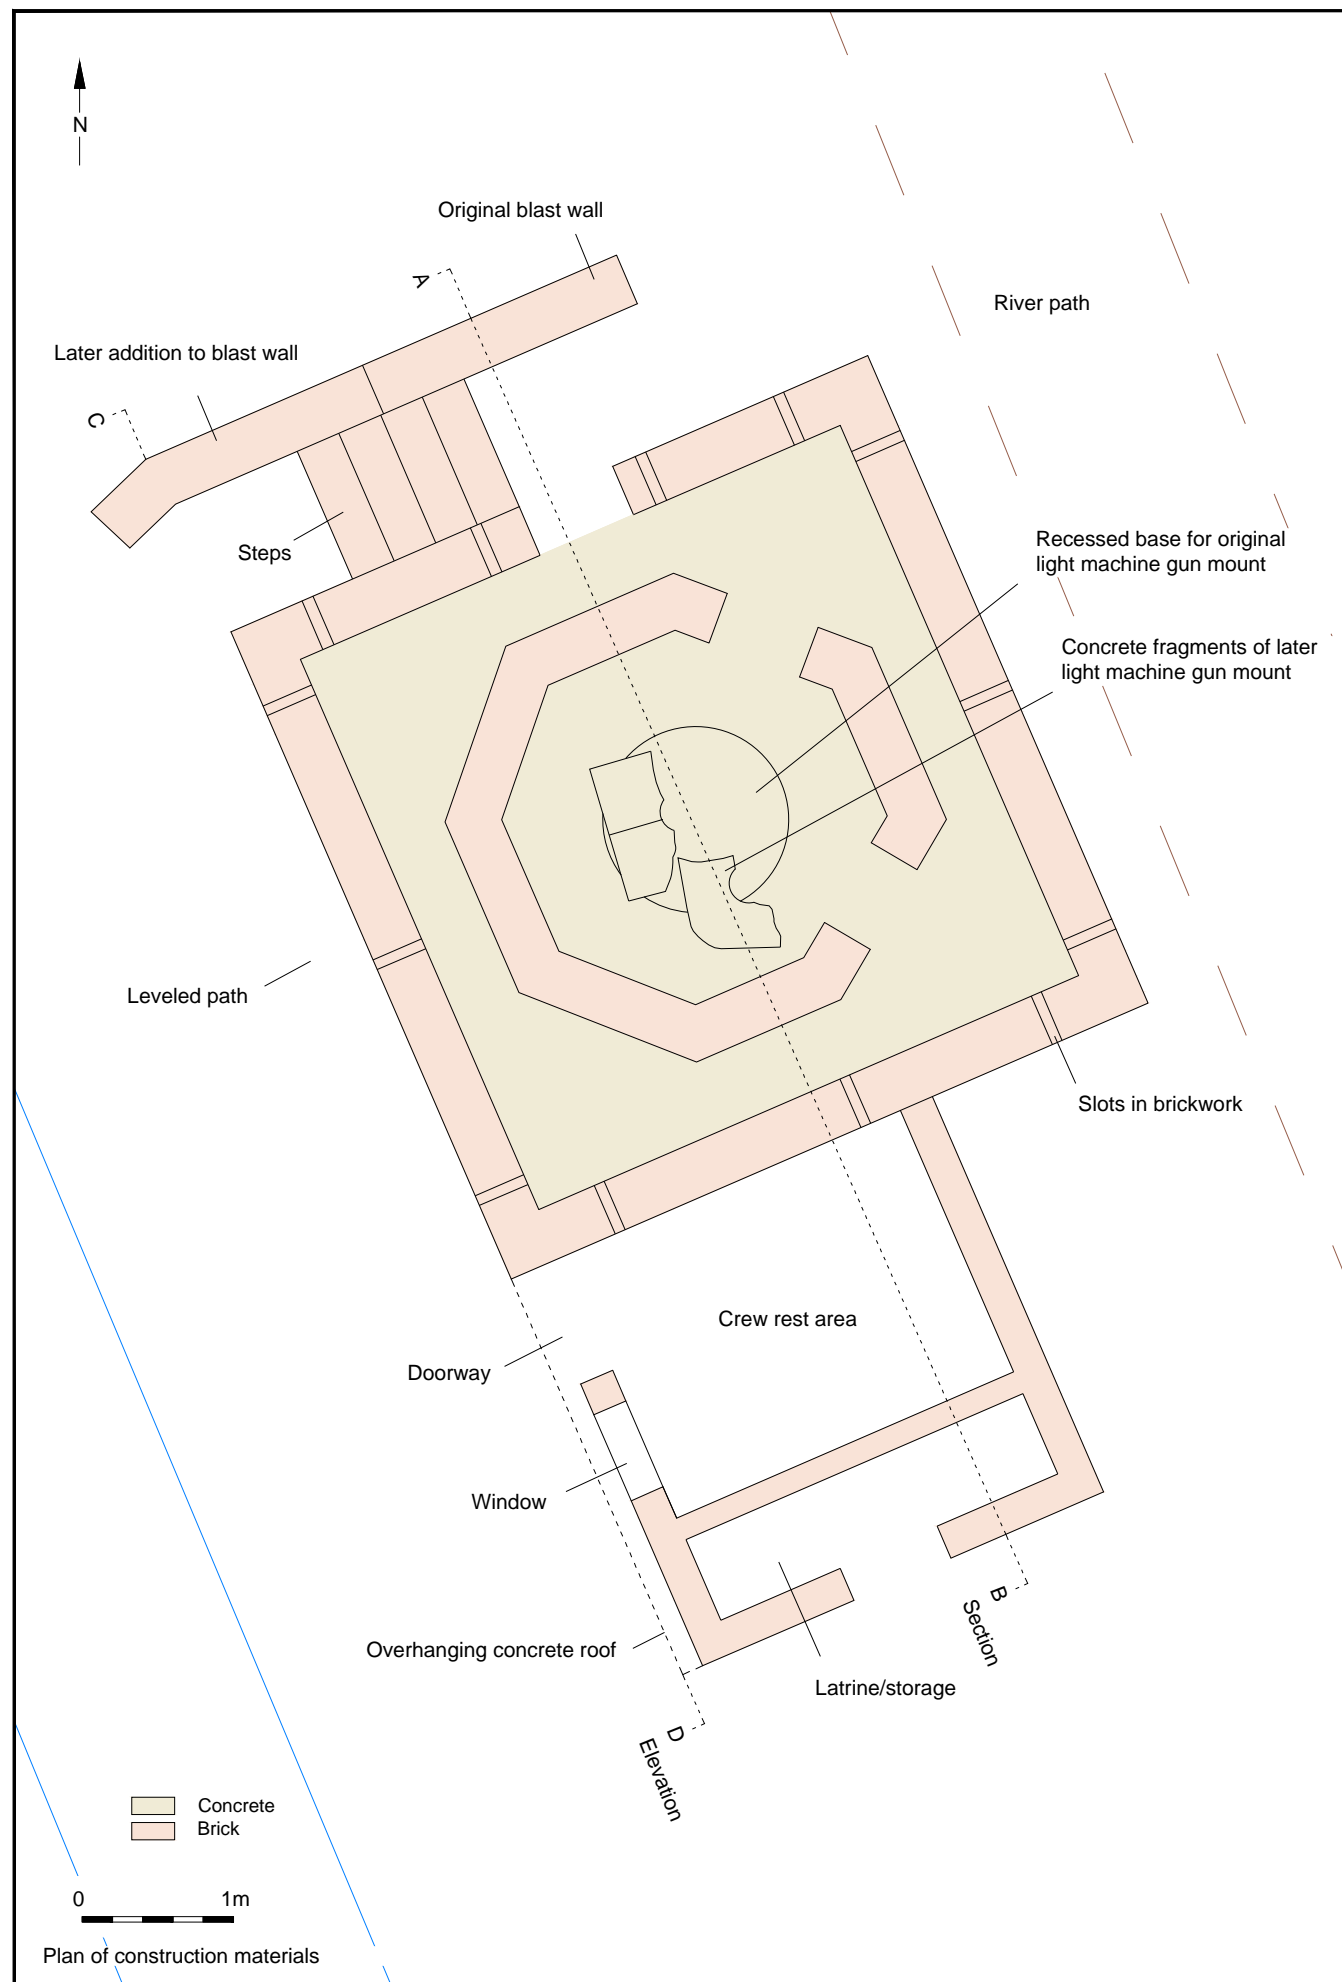 N
Original blast wall
A
River path
Later addition to blast wall
C
Steps
Recessed base for original
light machine gun mount
Concrete fragments of later
light machine gun mount
Leveled path
Slots in brickwork
Crew rest area
Doorway
Window
B
Section
Overhanging concrete roof
Latrine/storage
D
Elevation
Concrete
Brick
0 1m
Plan of construction materials